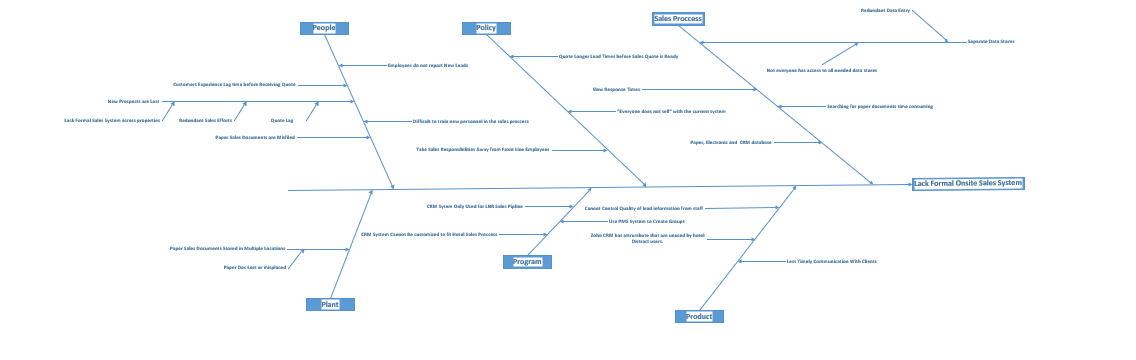 Redundant Data Entry
Sales Proccess
People
Policy
Separate Data Stores
Quote Longer Lead Times before Sales Quote is Ready
Employees do not report New Leads
Not everyone has access to all needed data stores
Customers Experience Lag time before Receiving Quote
Slow Response Times
New Prospects are Lost
Searching for paper documents time consuming
"Everyone does not sell" with the current system
Lack Formal Sales System across properties
Redundant Sales Efforts
Quote Lag
Difficult to train new personnel in the sales proccess
Paper Sales Documents are Misfiled
Paper, Electronic and CRM database
Take Sales Responsibilities Away from Front Line Employees
Lack Formal Onsite Sales System
CRM Sytem Only Used for LNR Sales Pipline
Cannot Control Quality of lead information from staff
Use PMS System to Create Groups
CRM System Cannot Be customized to fit Hotel Sales Proccess
Zoho CRM has attruribute that are unused by hotel
Distract users.
Paper Sales Documents Stored in Multiple Locations
Program
Less Timely Communication With Clients
Paper Doc Lost or misplaced
Plant
Product